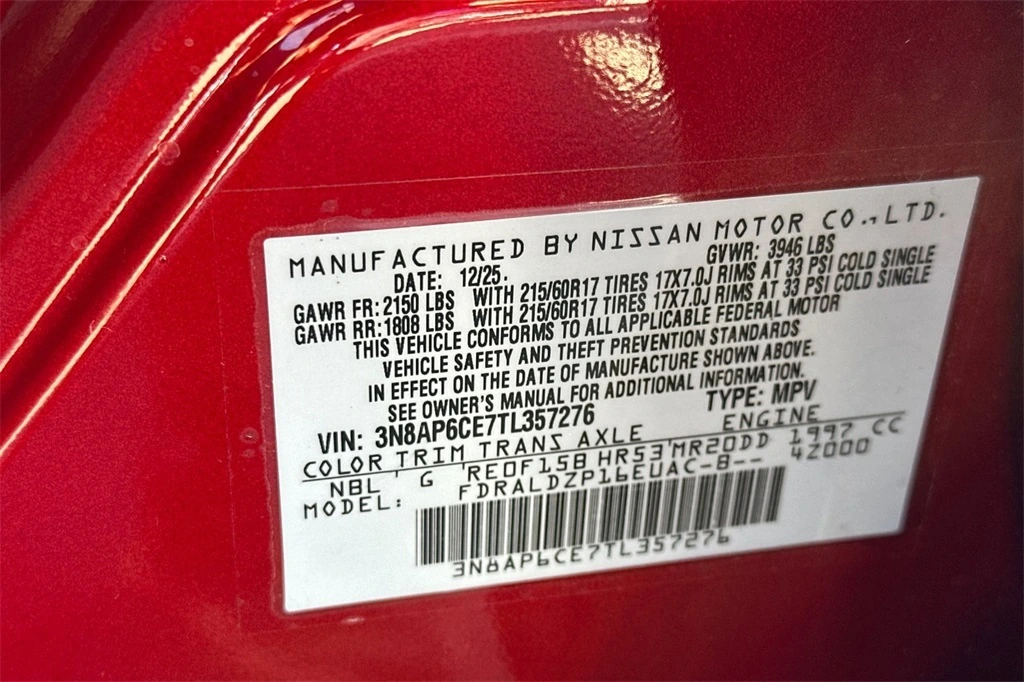 MANUFACTURED BY NISSAN MOTOR CO., LTD.
DATE: 12/25. GVWR: 3946 LBS
GAWR FR: 2150 LBS WITH 215/60R17 TIRES 17X7.0J RIMS AT 33 PSI COLD SINGLE
GAWR RR: 1808 LBS WITH 215/60R17 TIRES 17X7.0J RIMS AT 33 PSI COLD SINGLE
THIS VEHICLE CONFORMS TO ALL APPLICABLE FEDERAL MOTOR
VEHICLE SAFETY AND THEFT PREVENTION STANDARDS
IN EFFECT ON THE DATE OF MANUFACTURE SHOWN ABOVE.
SEE OWNER'S MANUAL FOR ADDITIONAL INFORMATION.
VIN: 3N8AP6CE7TL357276 TYPE: MPV
COLOR TRIM TRANS AXLE ENGINE
NBL G 'RE0F15B HR53'MR20DD 1997 CC
MODEL: FDRALDZP16EUAC-B-- 4Z000
3N8AP6CE7TL357276